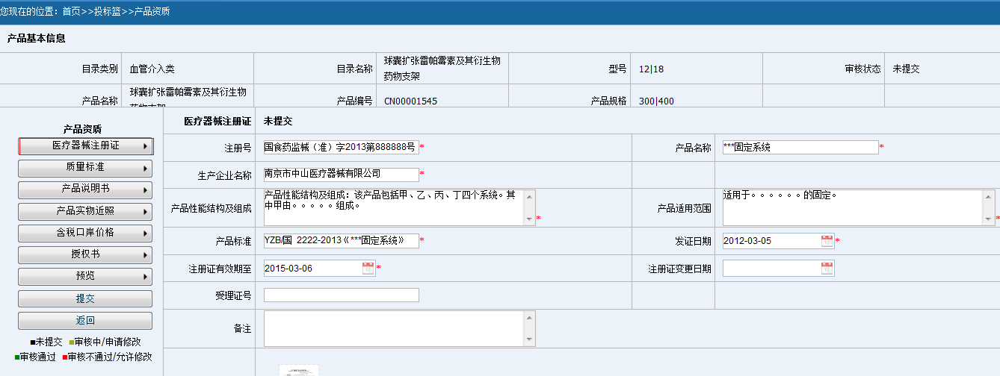 您现在的位置：首页>>投标篮>>产品资质
产品基本信息
目录类别 血管介入类 目录名称 球囊扩张雷帕霉素及其衍生物
药物支架 型号 12|18 审核状态 未提交
产品名称 球囊扩张雷帕霉素及其衍生物
药物支架 产品编号 CN00001545 产品规格 300|400
产品资质
医疗器械注册证
质量标准
产品说明书
产品实物近照
含税口岸价格
授权书
预览
提交
返回
■未提交 ■审核中/申请修改
■审核通过 ■审核不通过/允许修改
医疗器械注册证 未提交
注册号 国食药监械（准）字2013第888888号 * 产品名称 ***固定系统 *
生产企业名称 南京市中山医疗器械有限公司 *
产品性能结构及组成 产品性能结构及组成：该产品包括甲、乙、丙、丁四个系统。其
中甲由。。。。。组成。 * 产品适用范围 适用于。。。。。。的固定。 *
产品标准 YZB/国 2222-2013《***固定系统》 * 发证日期 2012-03-05 *
注册证有效期至 2015-03-06 * 注册证变更日期
受理证号
备注